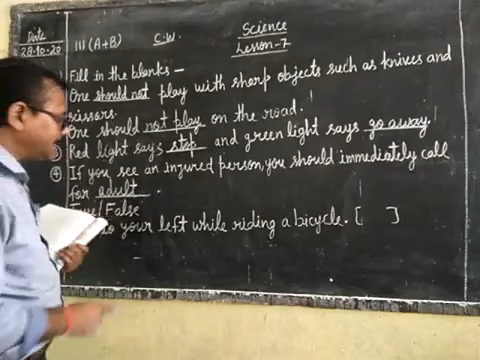 Date
28.10.20
III (A+B)
C.W.
Science
Lesson-7
Fill in the blanks —
One should not play with sharp objects such as knives and
sissors.
One should not play on the road.
③ Red light says stop and green light says go away.
④ If you see an injured person, you should immediately call
for adult.
True/False
to your left while riding a bicycle. [ ]